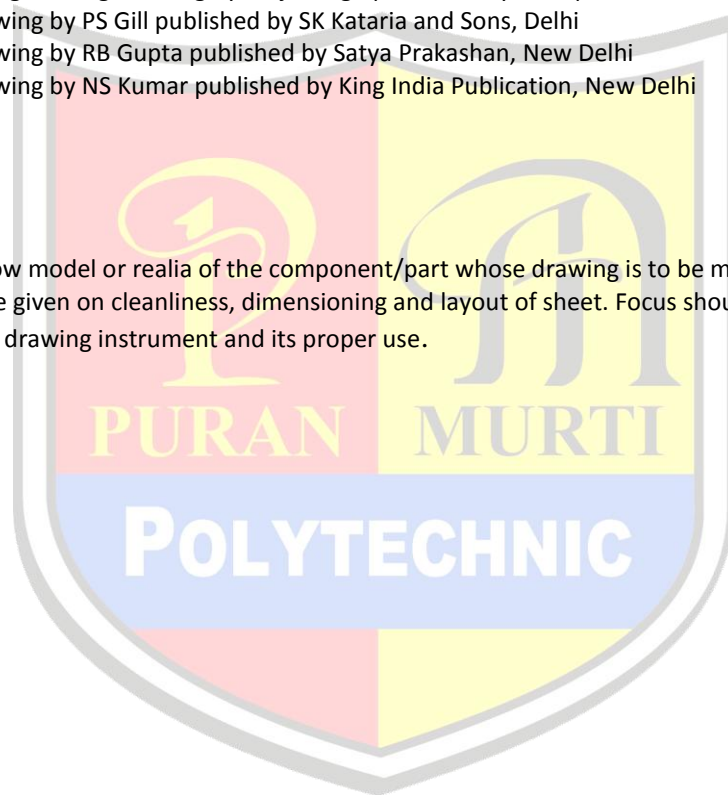 wing by PS Gill published by SK Kataria and Sons, Delhi
wing by RB Gupta published by Satya Prakashan, New Delhi
wing by NS Kumar published by King India Publication, New Delhi
ow model or realia of the component/part whose drawing is to be m
e given on cleanliness, dimensioning and layout of sheet. Focus shou
drawing instrument and its proper use.
PURAN MURTI
POLYTECHNIC